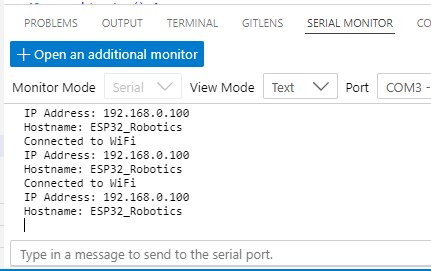 PROBLEMS OUTPUT TERMINAL GITLENS SERIAL MONITOR CO
+ Open an additional monitor
Monitor Mode Serial View Mode Text Port COM3 -
IP Address: 192.168.0.100
Hostname: ESP32_Robotics
Connected to WiFi
IP Address: 192.168.0.100
Hostname: ESP32_Robotics
Connected to WiFi
IP Address: 192.168.0.100
Hostname: ESP32_Robotics
Type in a message to send to the serial port.